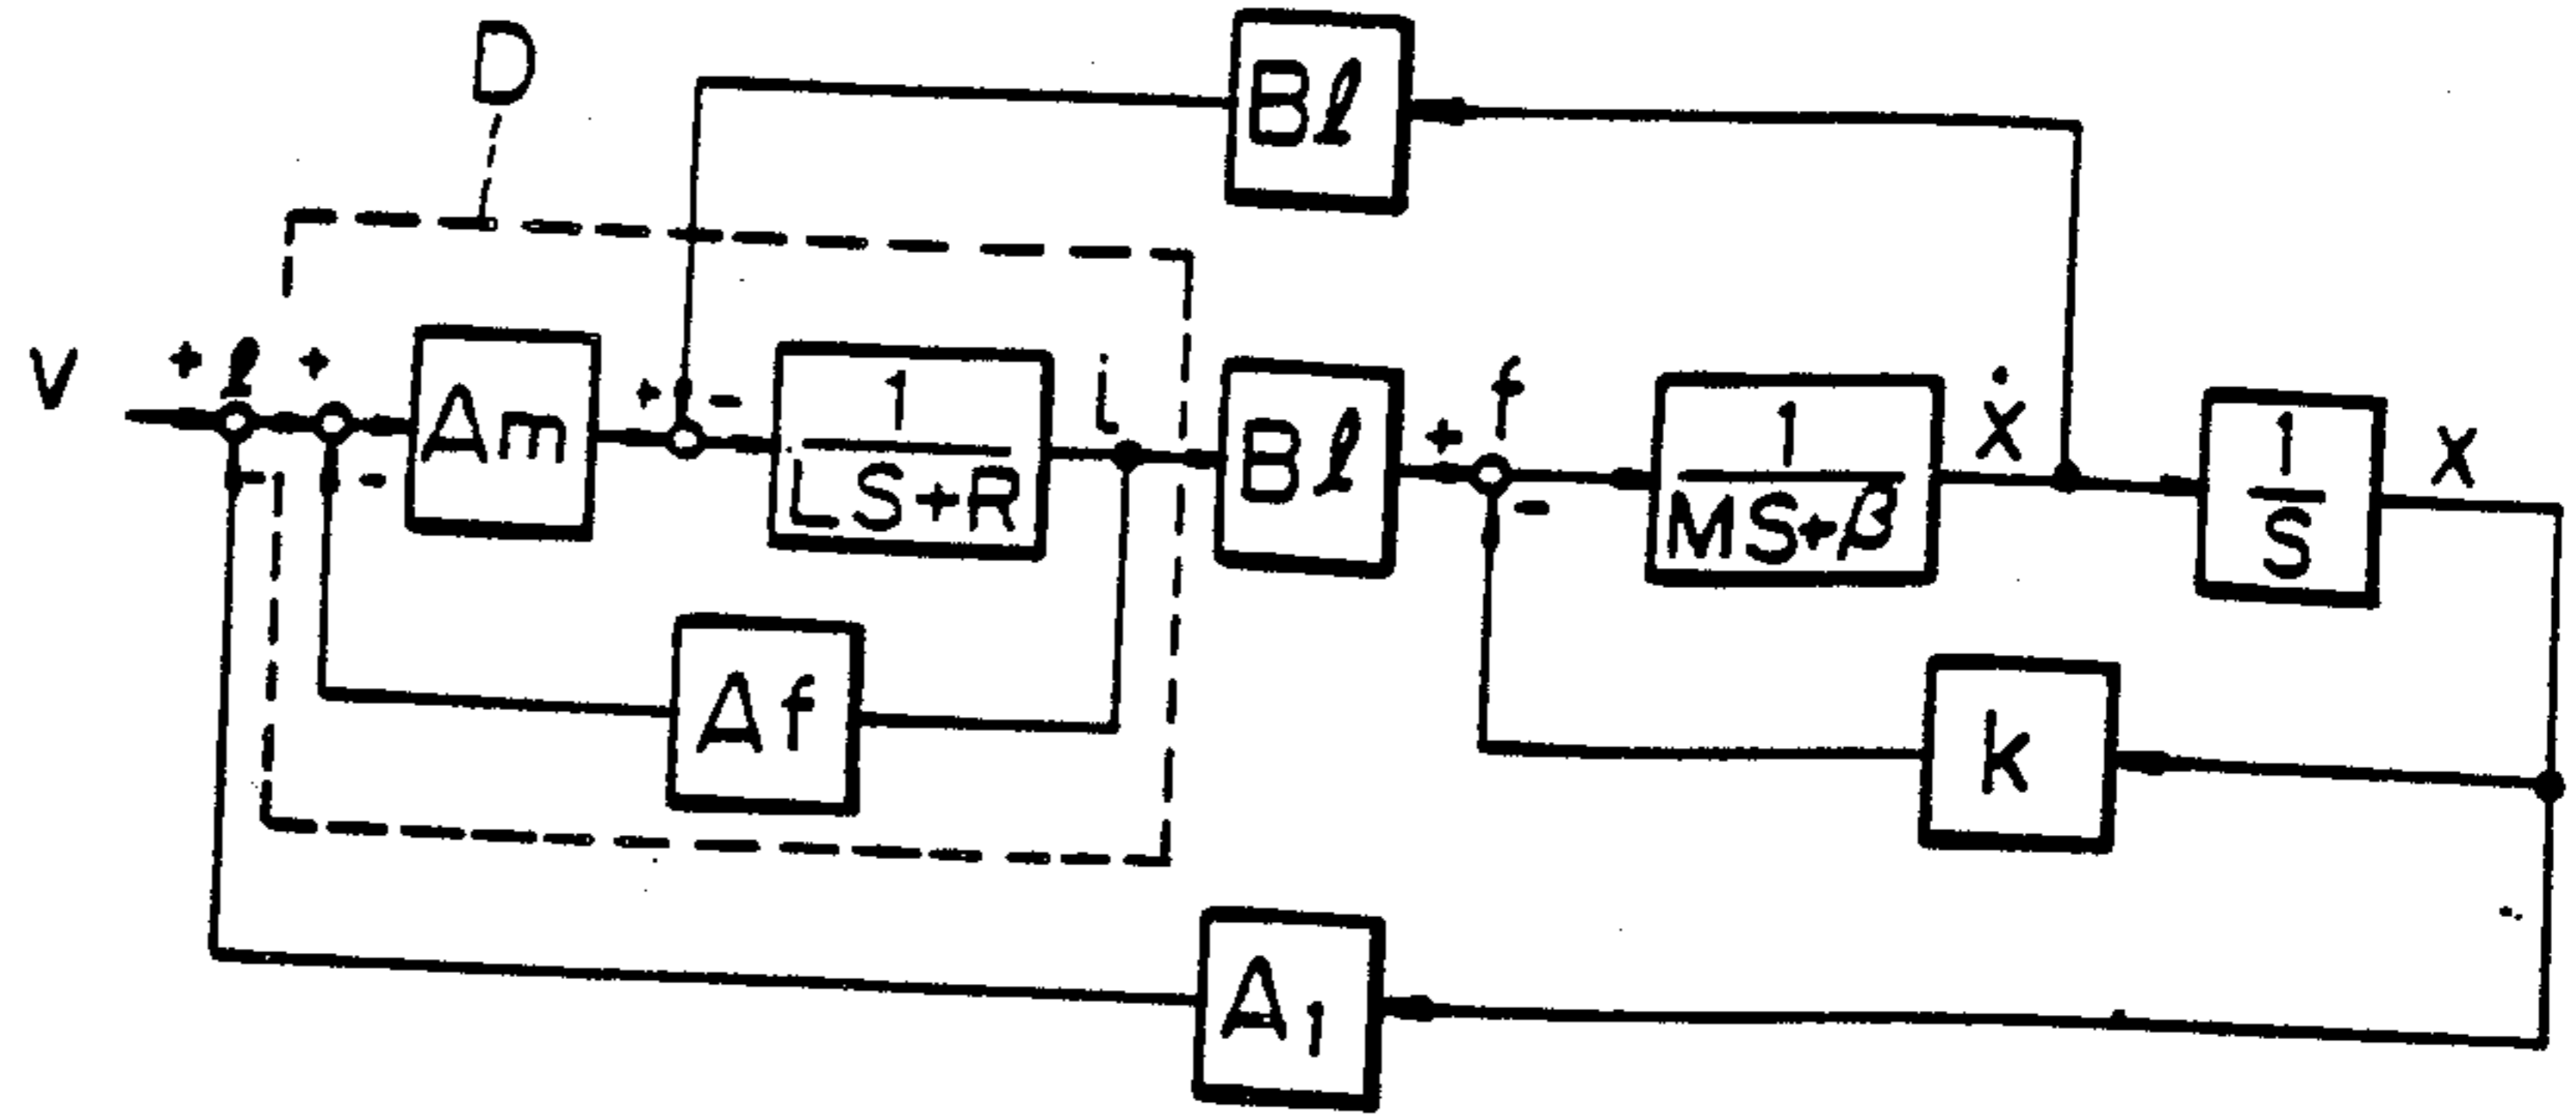 D
Bℓ
V
+
ℓ
+
-
-
Am
+
-
1
LS+R
i
Bℓ
+
f
-
1
MS+β
ẋ
1
S
X
Af
k
A1